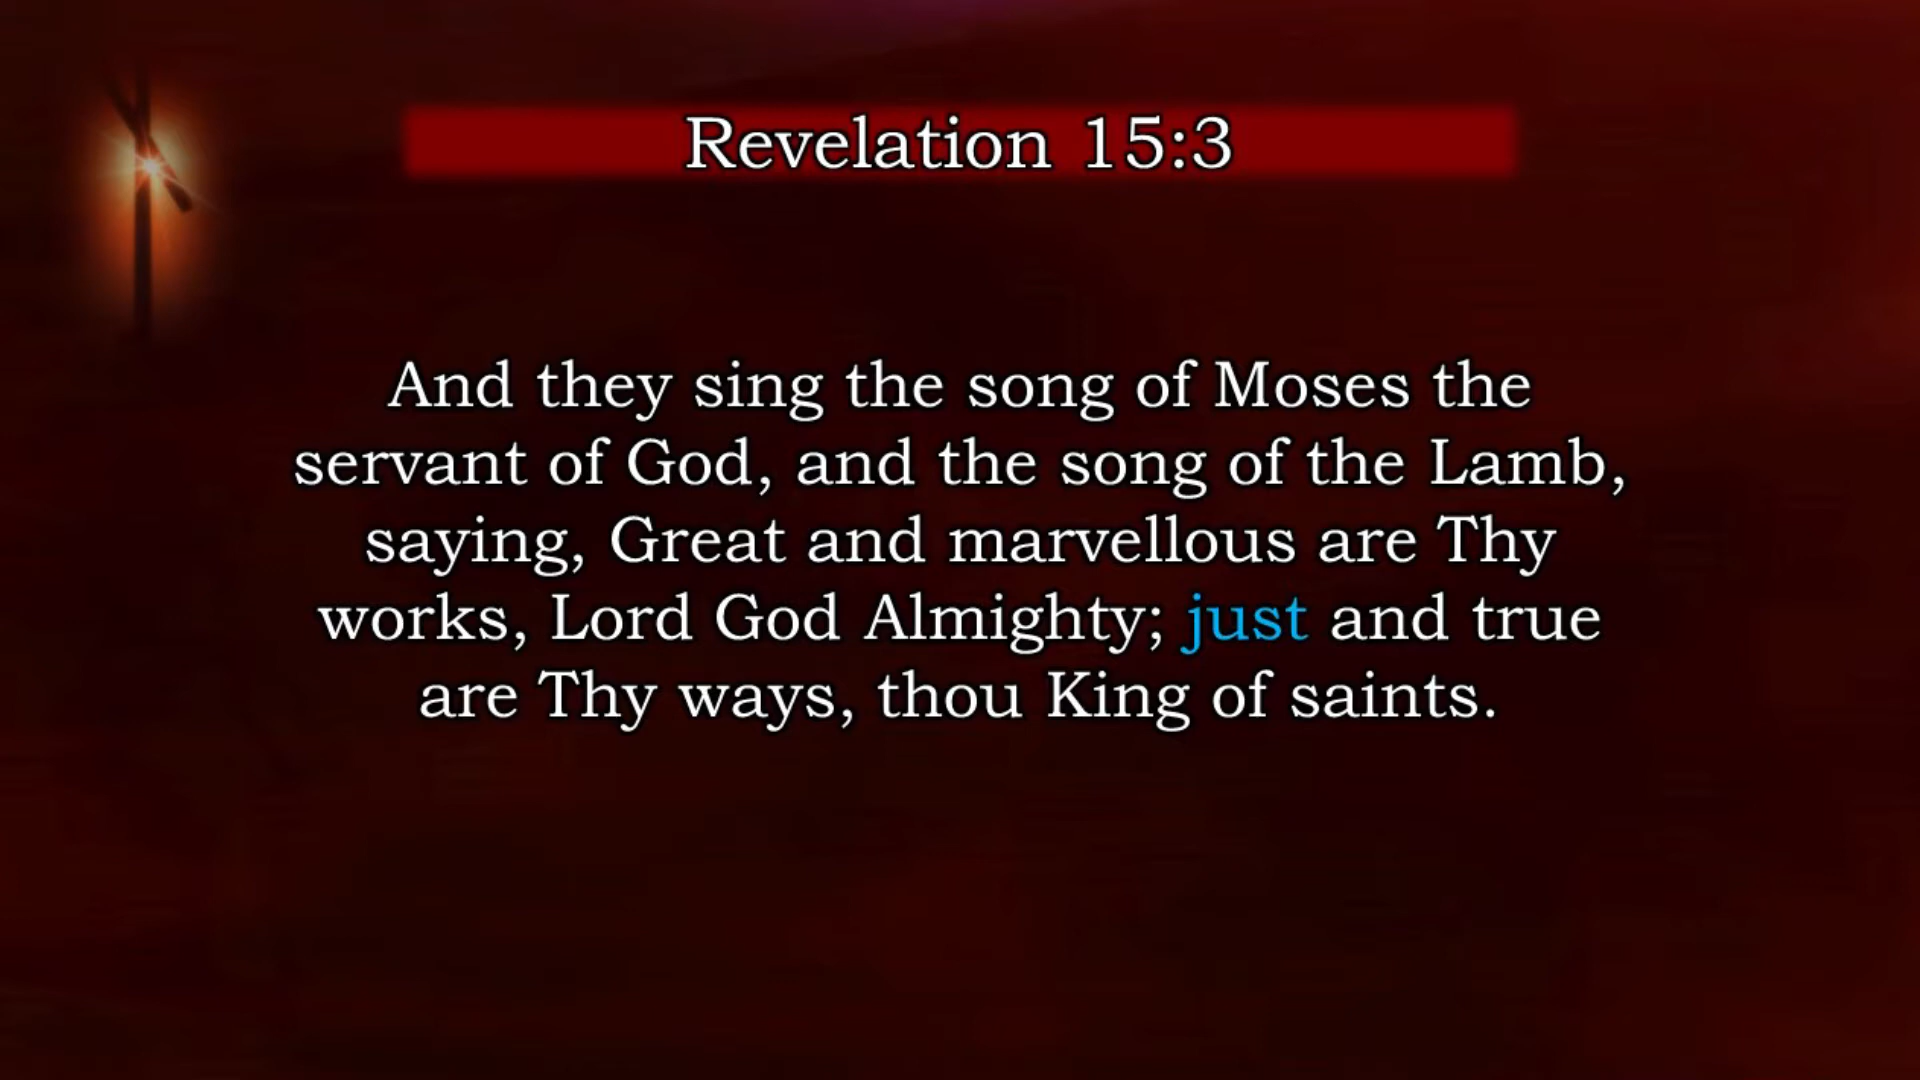 Revelation 15:3
And they sing the song of Moses the
servant of God, and the song of the Lamb,
saying, Great and marvellous are Thy
works, Lord God Almighty; just and true
are Thy ways, thou King of saints.